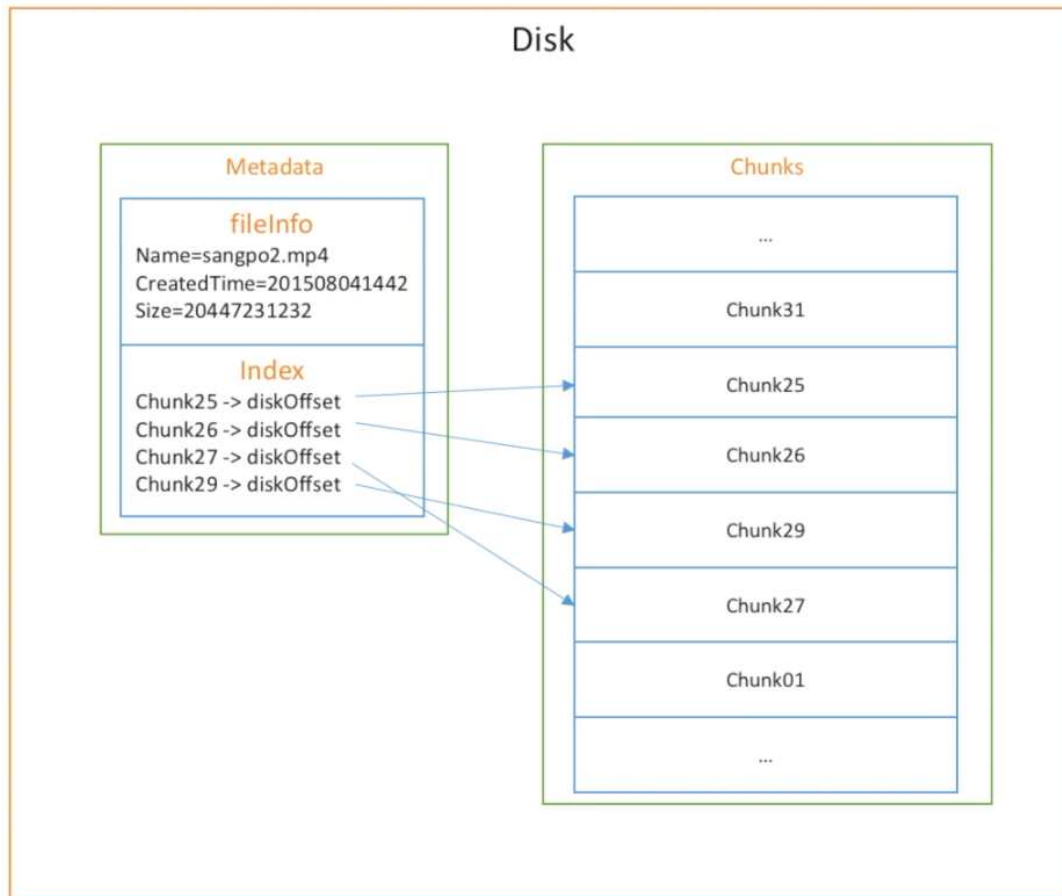 Disk
Metadada
fileInfo
Name=sangpo2.mp4
CreatedTime=201508041442
Size=20447231232
Index
Chunk25 -> diskOffset
Chunk26 -> diskOffset
Chunk27 -> diskOffset
Chunk29 -> diskOffset
Chunks
...
Chunk31
Chunk25
Chunk26
Chunk29
Chunk27
Chunk01
...